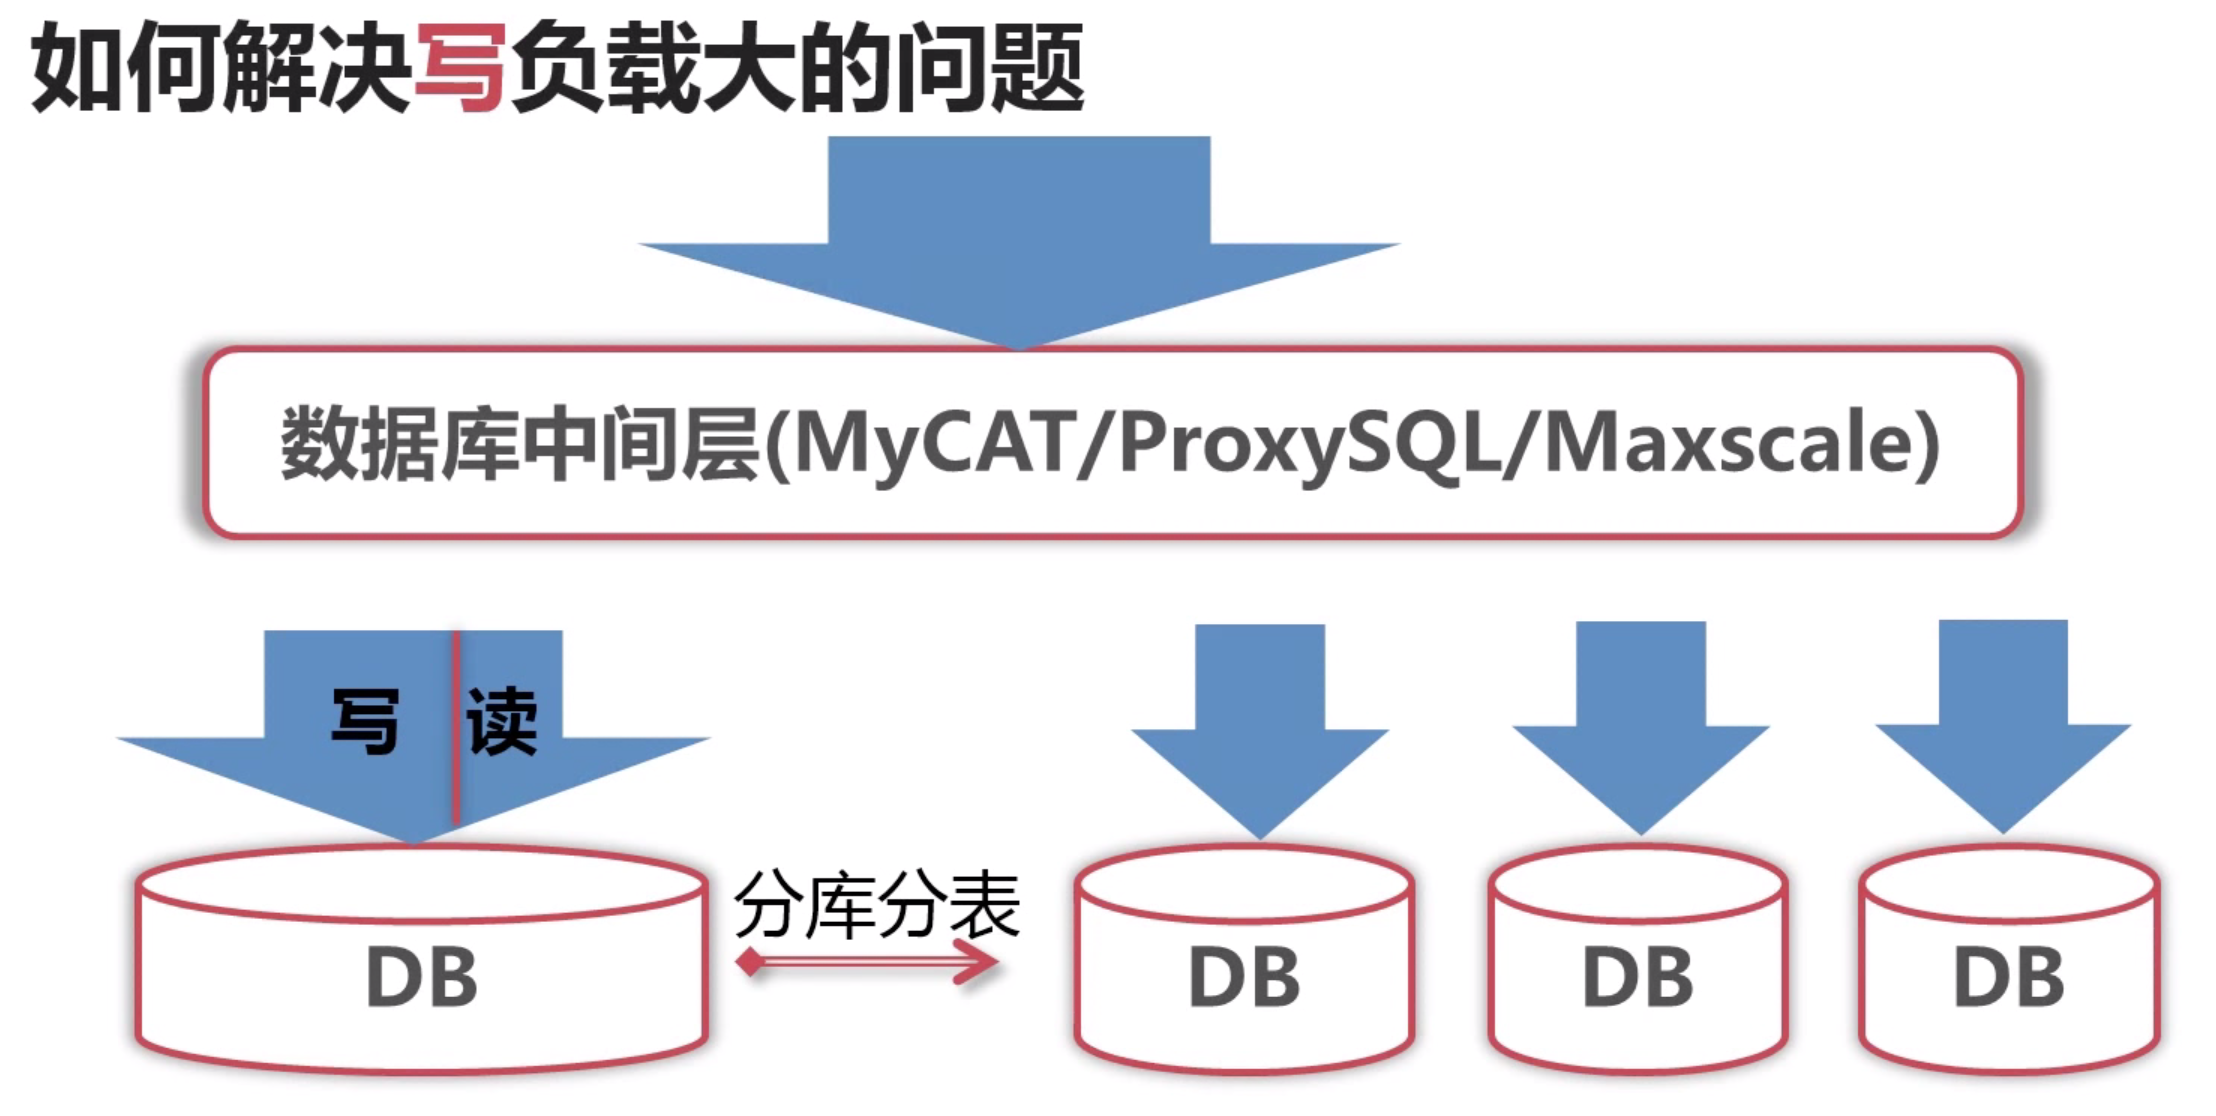 如何解决写负载大的问题
数据库中间层(MyCAT/ProxySQL/Maxscale)
写 读
分库分表
DB DB DB DB